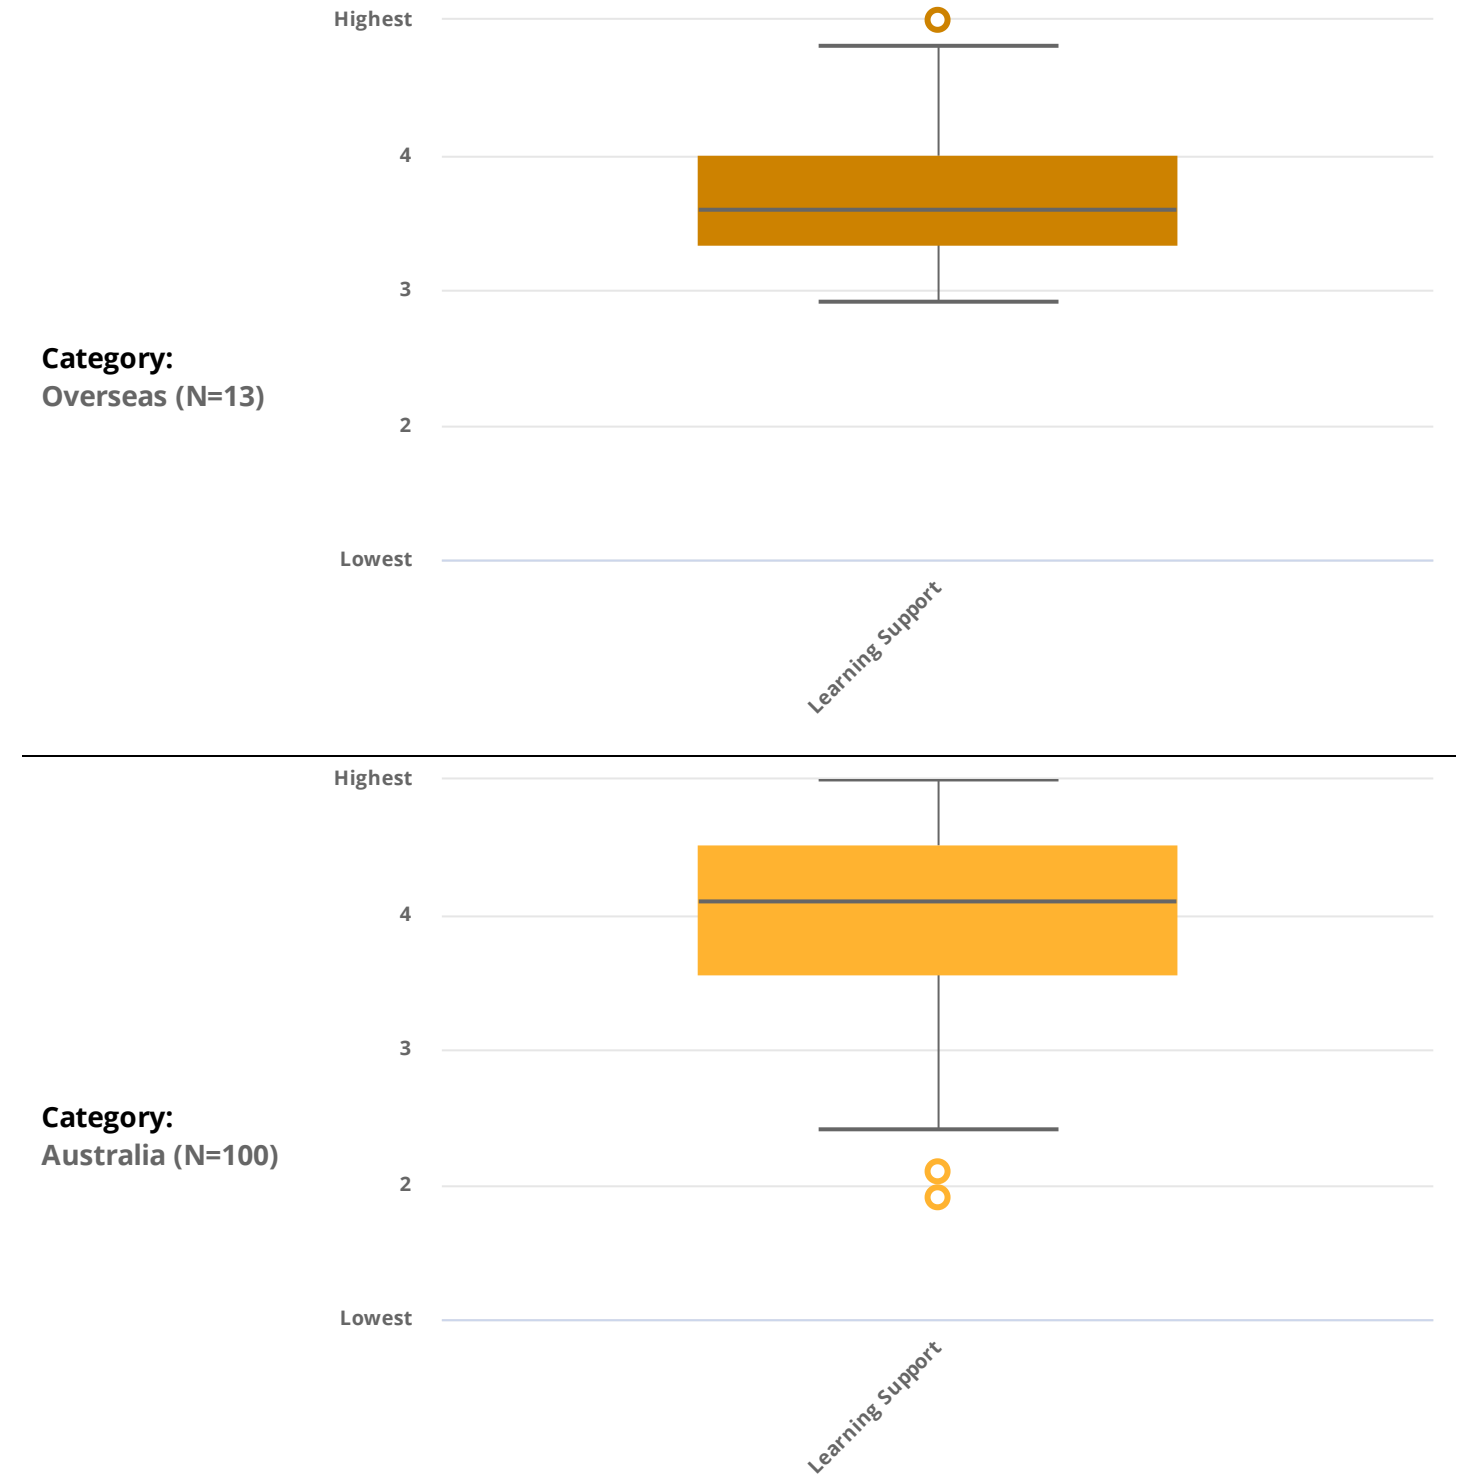 Highest
4
3
Category:
Overseas (N=13)
2
Lowest
Learning Support
Highest
4
3
Category:
Australia (N=100)
2
Lowest
Learning Support